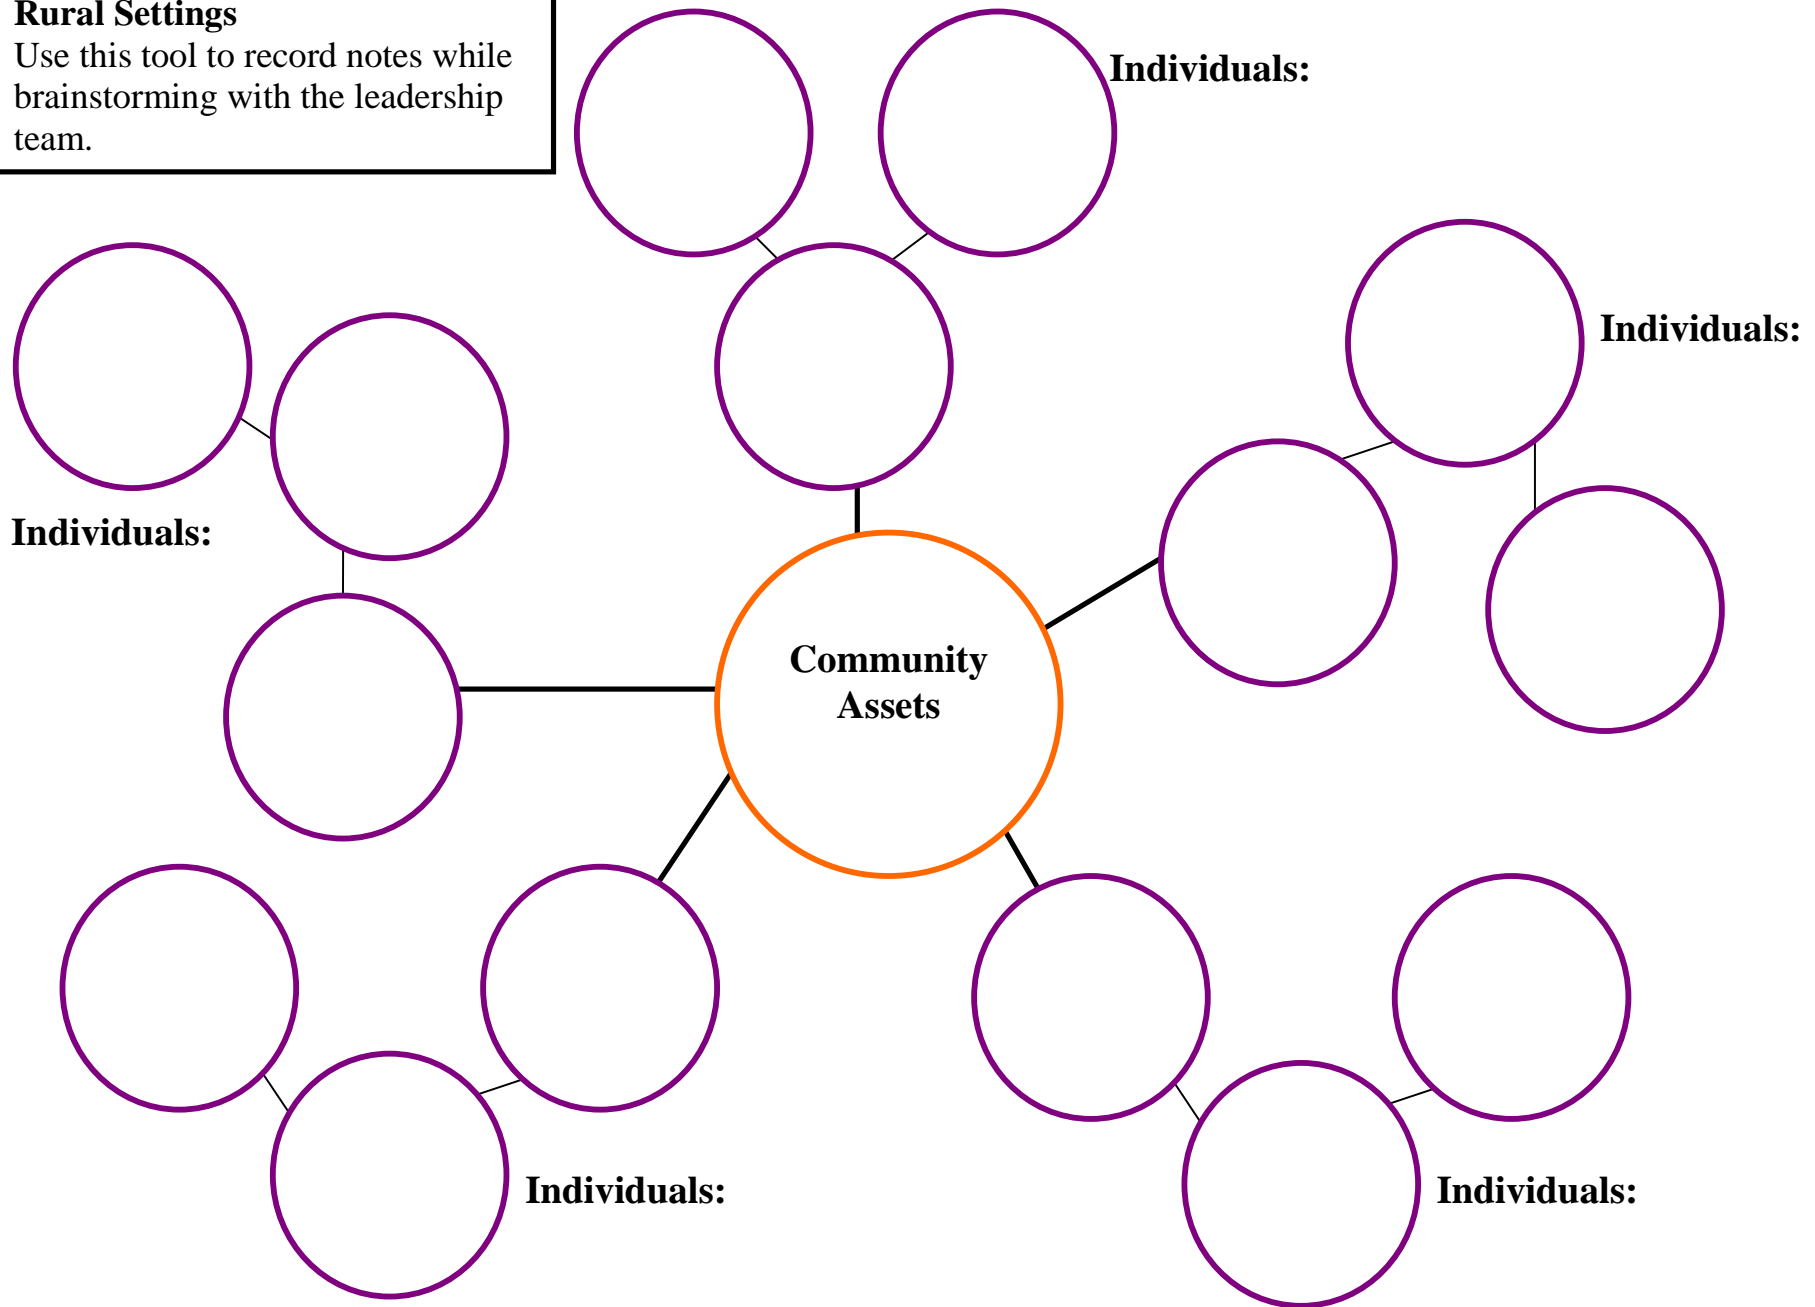 Rural Settings
Use this tool to record notes while
brainstorming with the leadership
team.
Individuals:
Individuals:
Individuals:
Community
Assets
Individuals:
Individuals: